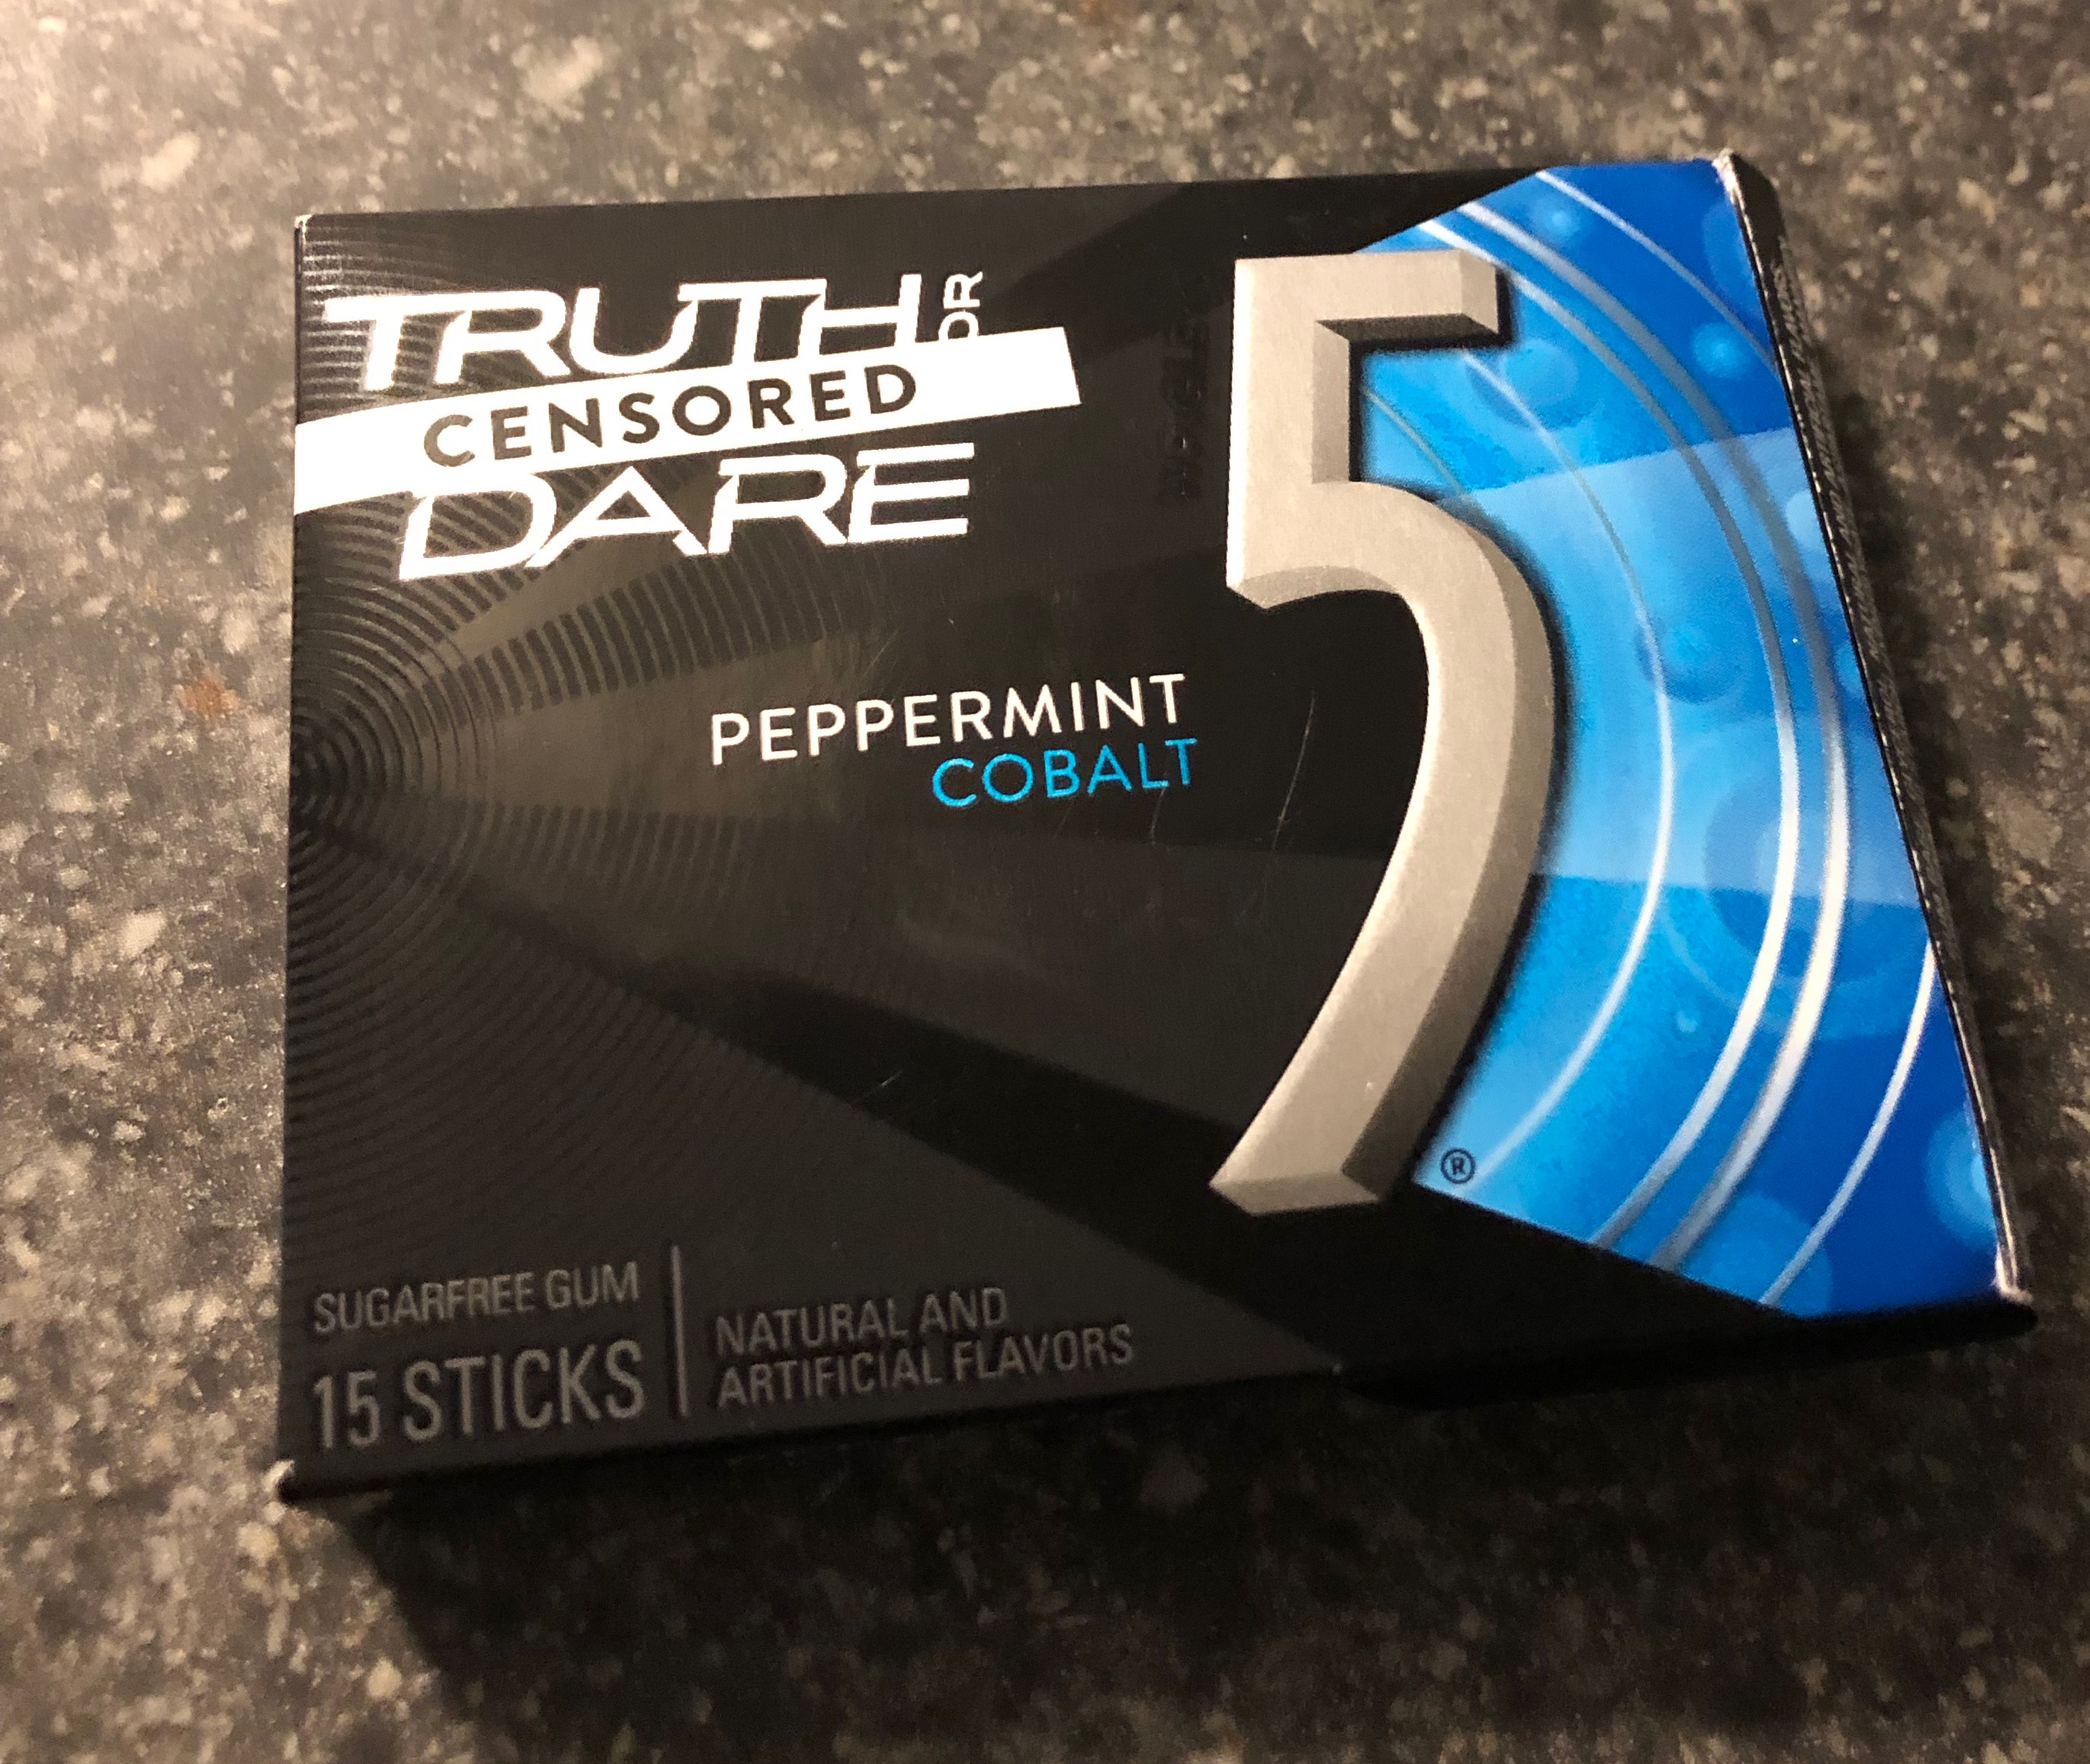 TRUTH OR
CENSORED
DARE
5
PEPPERMINT
COBALT
®
SUGARFREE GUM
15 STICKS
NATURAL AND
ARTIFICIAL FLAVORS